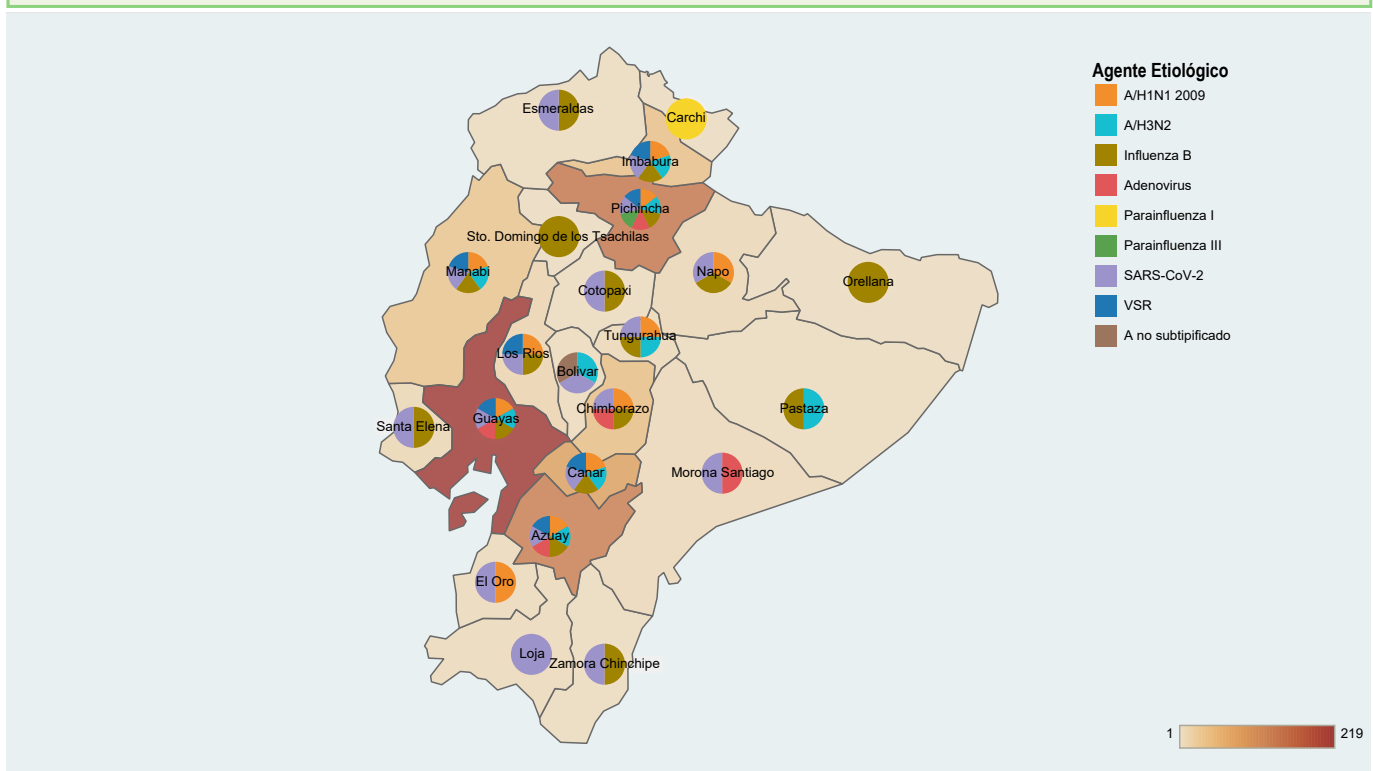 Agente Etiológico
A/H1N1 2009
A/H3N2
Influenza B
Adenovirus
Parainfluenza I
Parainfluenza III
SARS-CoV-2
VSR
A no subtipificado
Esmeraldas
Carchi
Imbabura
Pichincha
Sto. Domingo de los Tsachilas
Manabi
Napo
Orellana
Cotopaxi
Tungurahua
Los Rios
Bolivar
Chimborazo
Pastaza
Guayas
Santa Elena
Canar
Morona Santiago
Azuay
El Oro
Loja
Zamora Chinchipe
1
219